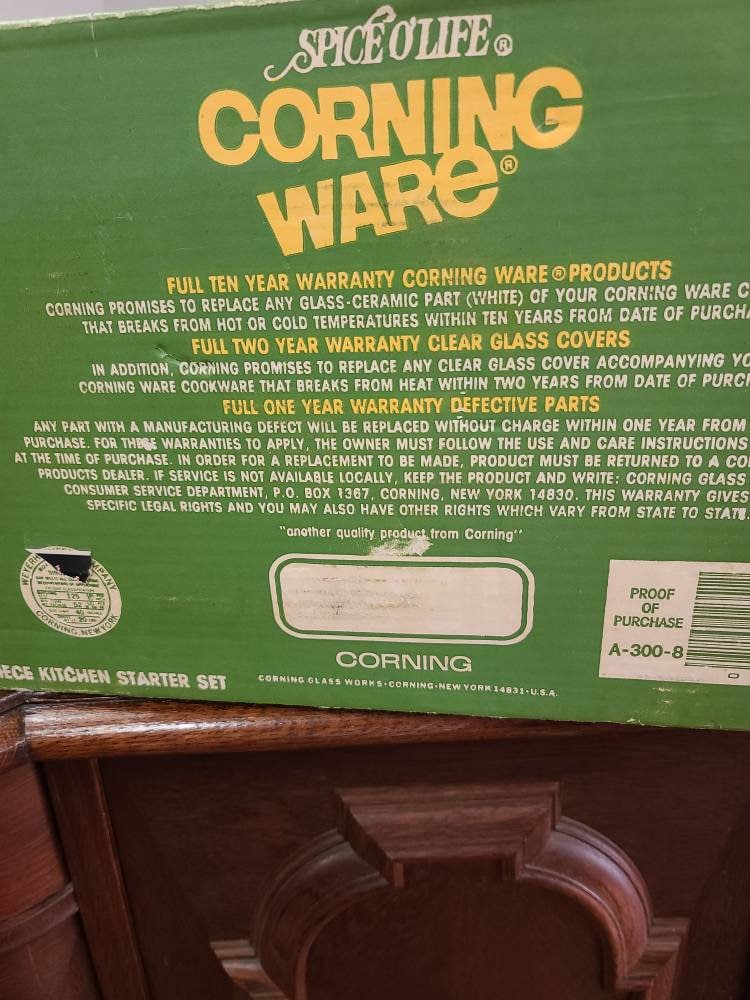 SPICE O'LIFE®
CORNING
WARE®
FULL TEN YEAR WARRANTY CORNING WARE® PRODUCTS
CORNING PROMISES TO REPLACE ANY GLASS-CERAMIC PART (WHITE) OF YOUR CORNING WARE C
THAT BREAKS FROM HOT OR COLD TEMPERATURES WITHIN TEN YEARS FROM DATE OF PURCHA
FULL TWO YEAR WARRANTY CLEAR GLASS COVERS
IN ADDITION, CORNING PROMISES TO REPLACE ANY CLEAR GLASS COVER ACCOMPANYING YO
CORNING WARE COOKWARE THAT BREAKS FROM HEAT WITHIN TWO YEARS FROM DATE OF PURC
FULL ONE YEAR WARRANTY DEFECTIVE PARTS
ANY PART WITH A MANUFACTURING DEFECT WILL BE REPLACED WITHOUT CHARGE WITHIN ONE YEAR FROM
PURCHASE. FOR THESE WARRANTIES TO APPLY, THE OWNER MUST FOLLOW THE USE AND CARE INSTRUCTIONS
AT THE TIME OF PURCHASE. IN ORDER FOR A REPLACEMENT TO BE MADE, PRODUCT MUST BE RETURNED TO A CO
PRODUCTS DEALER. IF SERVICE IS NOT AVAILABLE LOCALLY, KEEP THE PRODUCT AND WRITE: CORNING GLASS
CONSUMER SERVICE DEPARTMENT, P.O. BOX 1367, CORNING, NEW YORK 14830. THIS WARRANTY GIVES
SPECIFIC LEGAL RIGHTS AND YOU MAY ALSO HAVE OTHER RIGHTS WHICH VARY FROM STATE TO STATE.
"another quality product from Corning"
CORNING, NEW YORK
PROOF
OF
PURCHASE
A-300-8
0
CORNING
CORNING GLASS WORKS•CORNING•NEW YORK 14831•U.S.A.
ECE KITCHEN STARTER SET